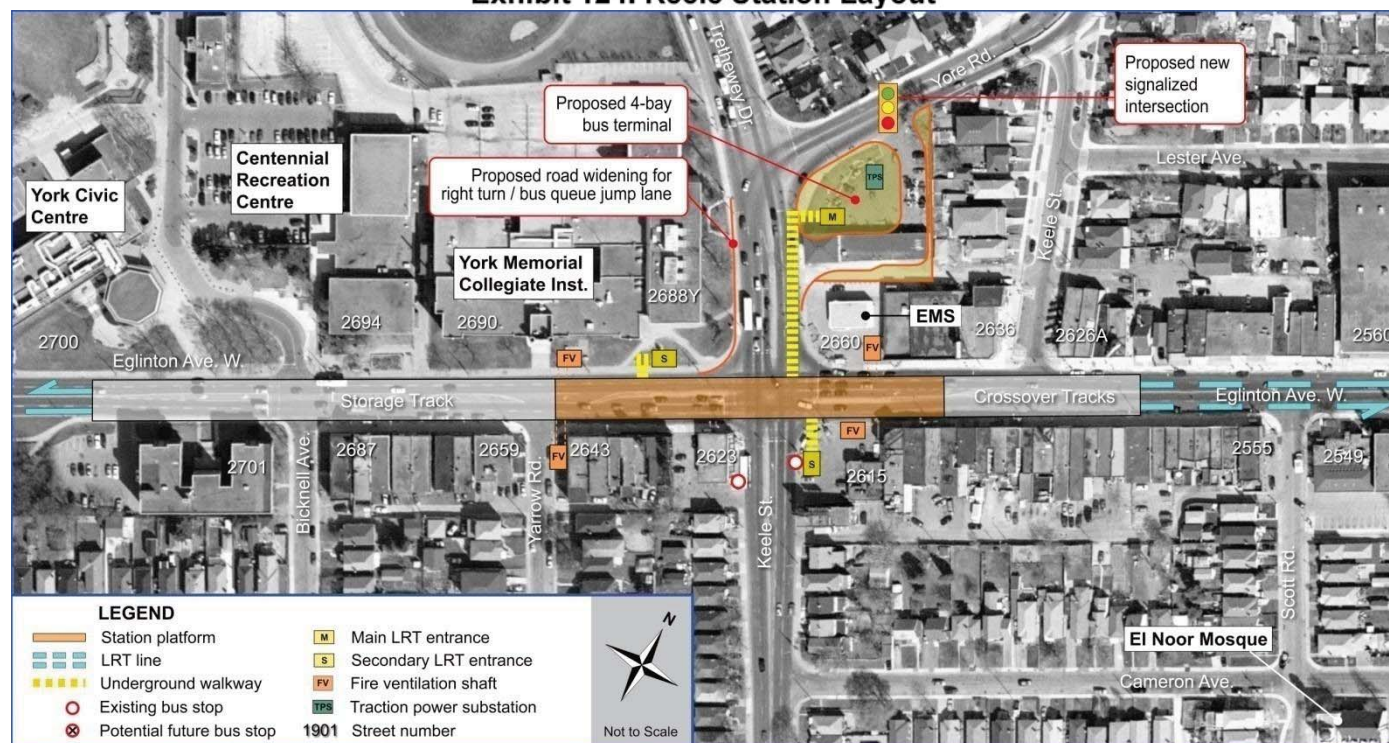 Exhibit 124: Keele Station Layout
Trethewey Dr.
Yore Rd.
Proposed new
signalized
intersection
Proposed 4-bay
bus terminal
Keele St.
Lester Ave.
Centennial
Recreation
Centre
Proposed road widening for
right turn / bus queue jump lane
TPS
York Civic
Centre
M
York Memorial
Collegiate Inst.
2688Y
EMS
2700
2694
2690
2660
2636
2626A
2560
Eglinton Ave. W.
FV
S
FV
Storage Track
Crossover Tracks
Eglinton Ave. W.
2701
Bicknell Ave.
2687
2659
Yarrow Rd.
FV
2643
2623
FV
S
2615
2555
2549
Keele St.
Scott Rd.
El Noor Mosque
Cameron Ave.
LEGEND
Station platform
LRT line
Underground walkway
Existing bus stop
Potential future bus stop
M Main LRT entrance
S Secondary LRT entrance
FV Fire ventilation shaft
TPS Traction power substation
1901 Street number
N
Not to Scale